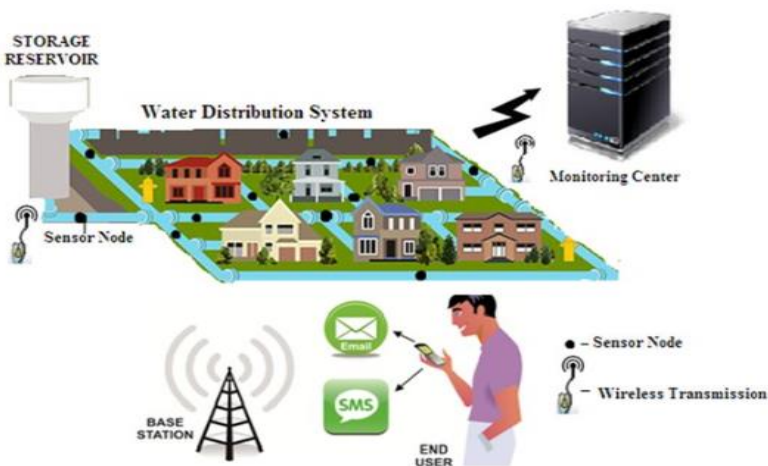 STORAGE
RESERVOIR
Water Distribution System
Monitoring Center
Sensor Node
Email
SMS
BASE
STATION
END
USER
– Sensor Node
– Wireless Transmission